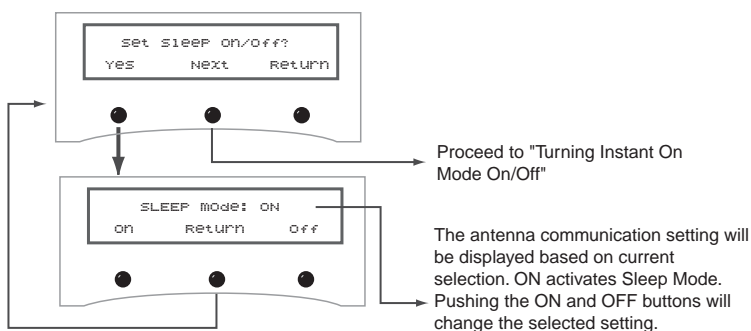 Set Sleep On/Off?
Yes Next Return
Proceed to "Turning Instant On
Mode On/Off"
SLEEP Mode: ON
On Return Off
The antenna communication setting will
be displayed based on current
selection. ON activates Sleep Mode.
Pushing the ON and OFF buttons will
change the selected setting.